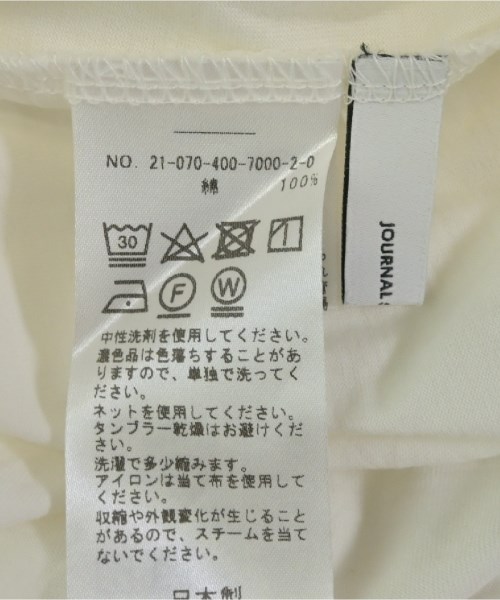 NO. 21-070-400-7000-2-0
綿 100%
30
F W
中性洗剤を使用してください。
濃色品は色落ちすることがあ
りますので、単独で洗ってく
ださい。
ネットを使用してください。
タンブラー乾燥はお避けくだ
さい。
洗濯で多少縮みます。
アイロンは当て布を使用して
ください。
収縮や外観変化が生じること
があるので、スチームを当て
ないでください。
日本製
JOURNAL